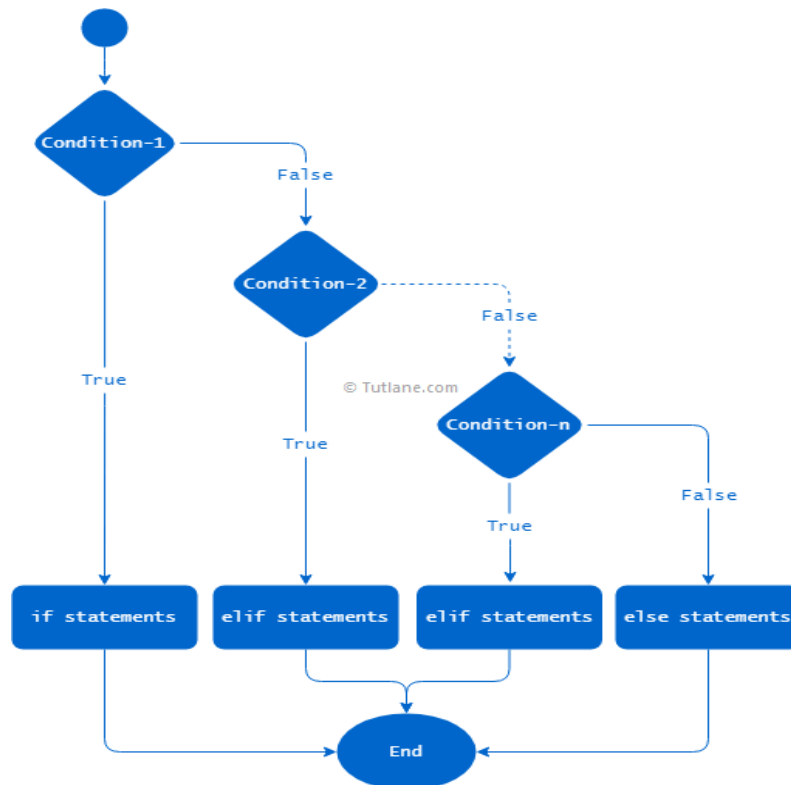 Condition-1
False
Condition-2
False
True
© Tutlane.com
Condition-n
True
False
True
if statements
elif statements
elif statements
else statements
End